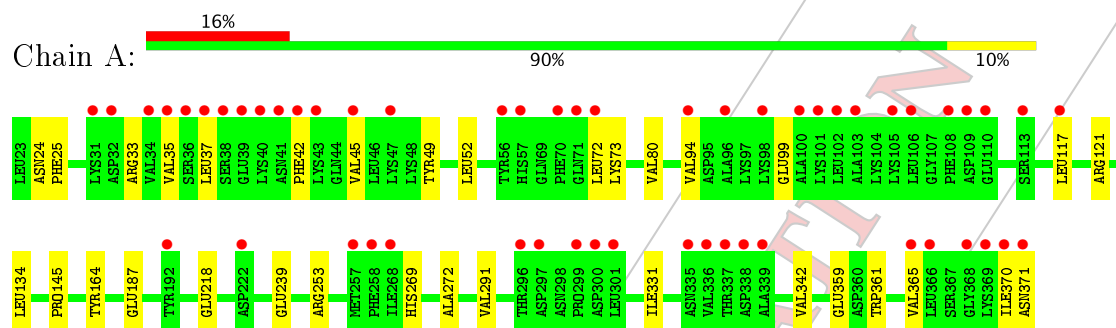 16%
Chain A:
90% 10%
LEU23 ASN24 PHE25 LYS31 ASP32 ARG33 VAL34 VAL35 SER36 LEU37 SER38 GLU39 LYS40 ASN41 PHE42 LYS43 GLN44 VAL45 LEU46 LYS47 LYS48 TYR49 LEU52 TYR56 HIS57 GLN69 PHE70 GLN71 LEU72 LYS73 VAL80 VAL94 ASP95 ALA96 LYS97 LYS98 GLU99 ALA100 LYS101 LEU102 ALA103 LYS104 LYS105 LEU106 GLY107 PHE108 ASP109 GLU110 SER113 LEU117 ARG121
LEU134 PRO145 TYR164 GLU187 TYR192 GLU218 ASP222 GLU239 ARG253 MET257 PHE258 ILE268 HIS269 ALA272 VAL291 THR296 ASP297 ASN298 PRO299 ASP300 LEU301 ILE331 ASN335 VAL336 THR337 ASP338 ALA339 VAL342 GLU359 ASP360 TRP361 VAL365 LEU366 SER367 GLY368 LYS369 ILE370 ASN371